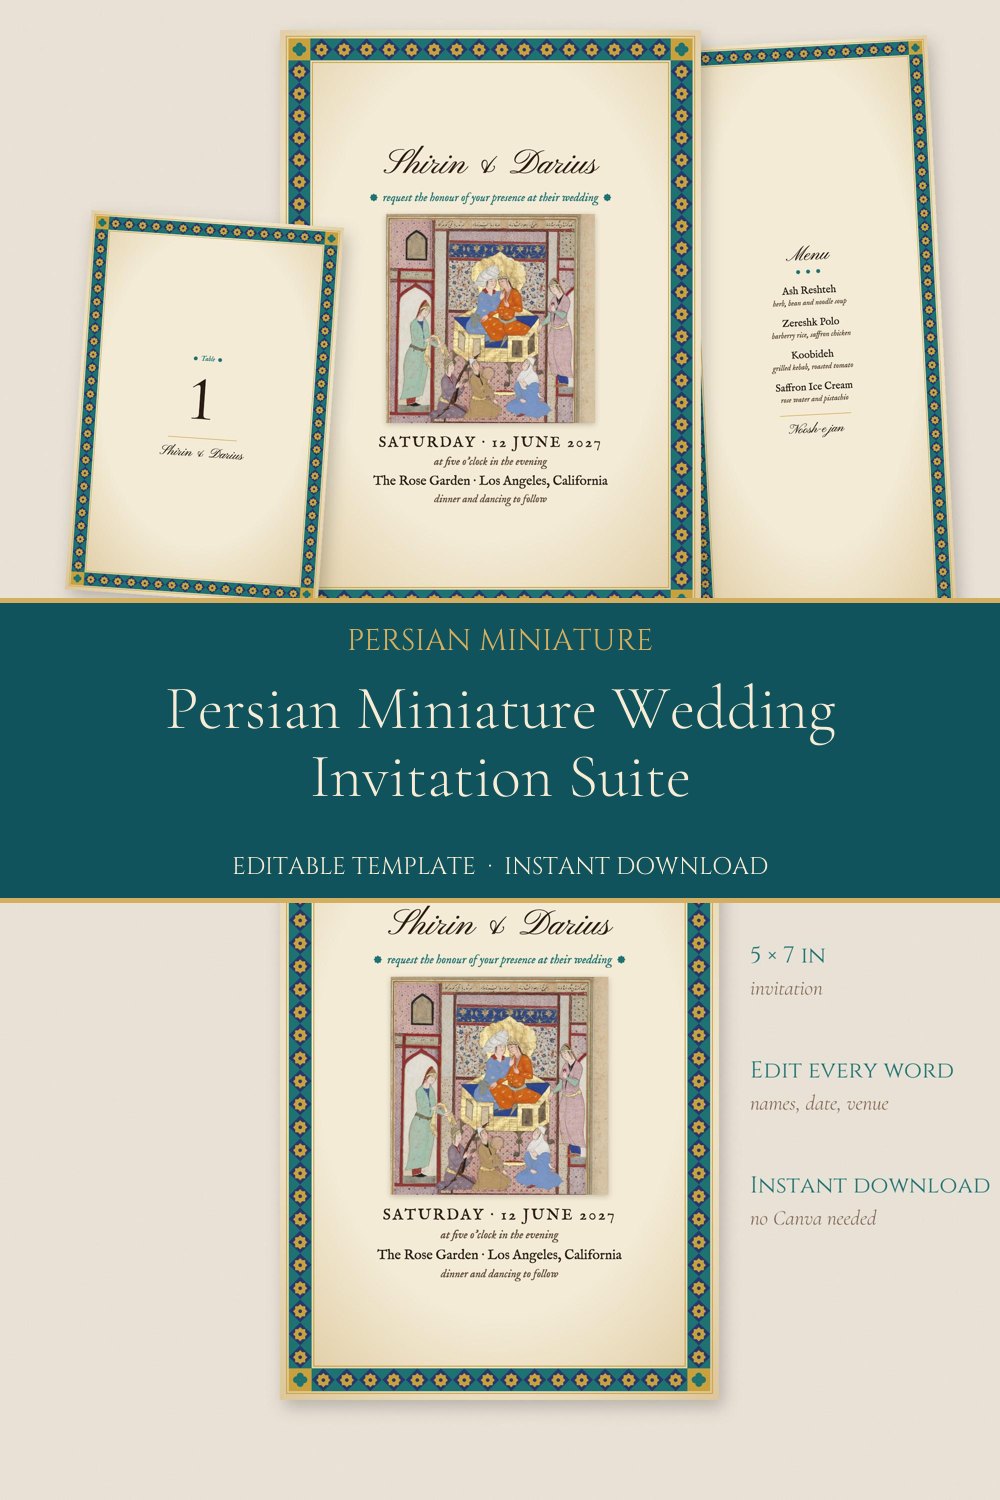 Shirin & Darius
request the honour of your presence at their wedding
SATURDAY · 12 JUNE 2027
at five o'clock in the evening
The Rose Garden · Los Angeles, California
dinner and dancing to follow
Table
1
Shirin & Darius
Menu
Ash Reshteh
herb, bean and noodle soup
Zereshk Polo
barberry rice, saffron chicken
Koobideh
grilled kebab, roasted tomato
Saffron Ice Cream
rose water and pistachio
Noosh-e jan
PERSIAN MINIATURE
Persian Miniature Wedding
Invitation Suite
EDITABLE TEMPLATE · INSTANT DOWNLOAD
Shirin & Darius
request the honour of your presence at their wedding
SATURDAY · 12 JUNE 2027
at five o'clock in the evening
The Rose Garden · Los Angeles, California
dinner and dancing to follow
5 × 7 IN
invitation
EDIT EVERY WORD
names, date, venue
INSTANT DOWNLOAD
no Canva needed